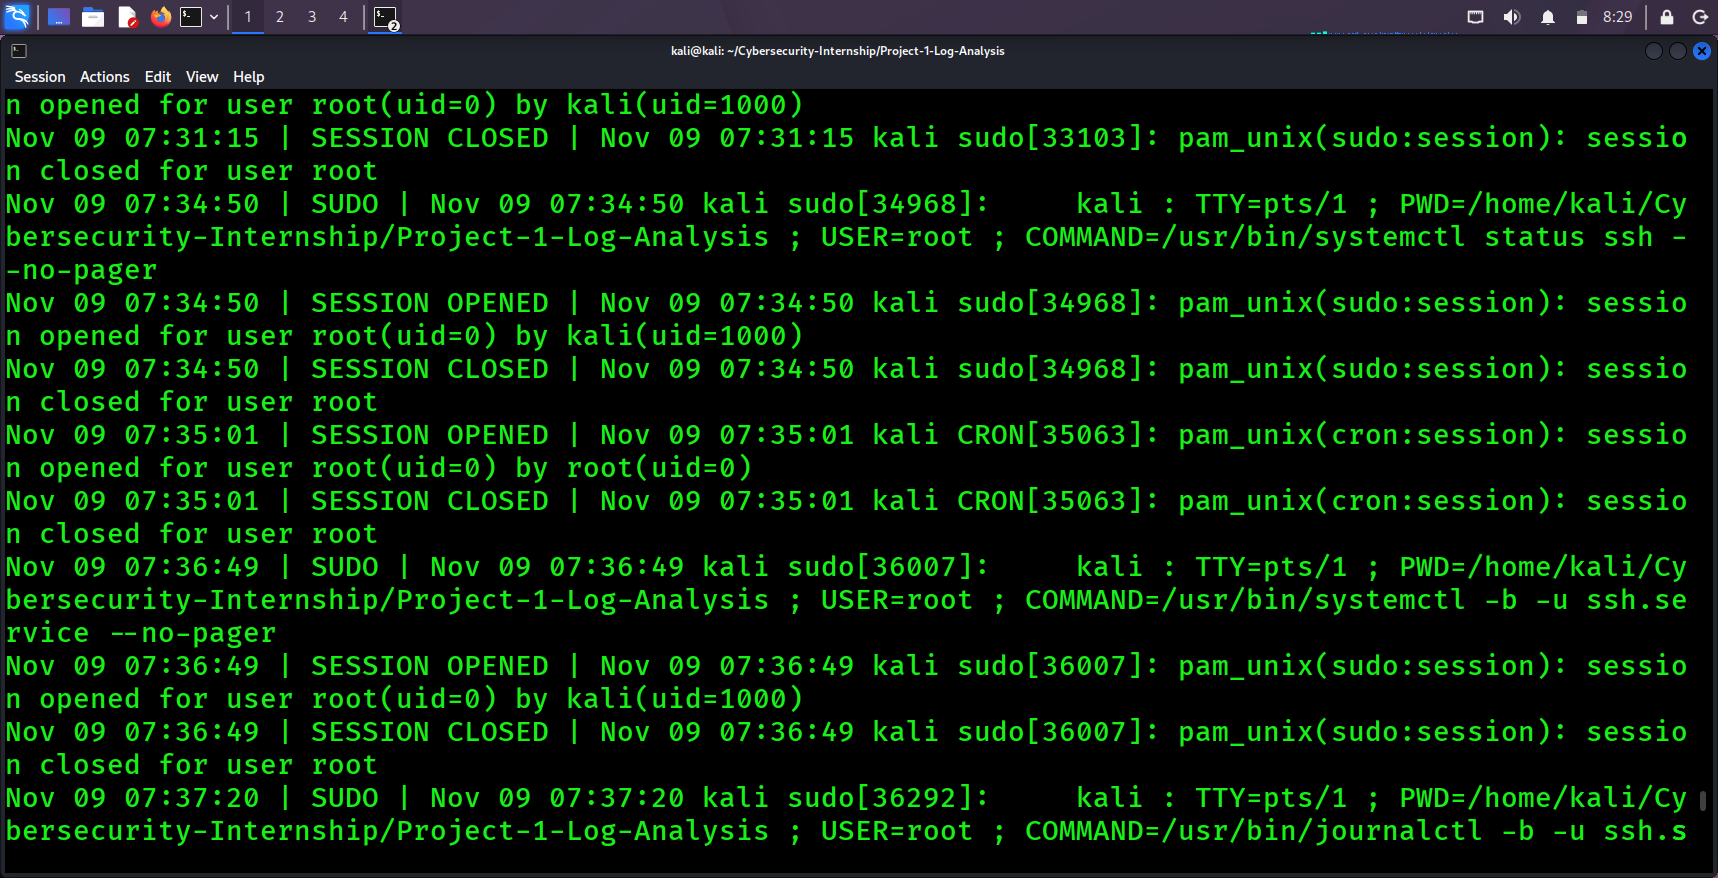 1 2 3 4 2 8:29
kali@kali: ~/Cybersecurity-Internship/Project-1-Log-Analysis
Session Actions Edit View Help
n opened for user root(uid=0) by kali(uid=1000)
Nov 09 07:31:15 | SESSION CLOSED | Nov 09 07:31:15 kali sudo[33103]: pam_unix(sudo:session): sessio
n closed for user root
Nov 09 07:34:50 | SUDO | Nov 09 07:34:50 kali sudo[34968]:     kali : TTY=pts/1 ; PWD=/home/kali/Cy
bersecurity-Internship/Project-1-Log-Analysis ; USER=root ; COMMAND=/usr/bin/systemctl status ssh -
-no-pager
Nov 09 07:34:50 | SESSION OPENED | Nov 09 07:34:50 kali sudo[34968]: pam_unix(sudo:session): sessio
n opened for user root(uid=0) by kali(uid=1000)
Nov 09 07:34:50 | SESSION CLOSED | Nov 09 07:34:50 kali sudo[34968]: pam_unix(sudo:session): sessio
n closed for user root
Nov 09 07:35:01 | SESSION OPENED | Nov 09 07:35:01 kali CRON[35063]: pam_unix(cron:session): sessio
n opened for user root(uid=0) by root(uid=0)
Nov 09 07:35:01 | SESSION CLOSED | Nov 09 07:35:01 kali CRON[35063]: pam_unix(cron:session): sessio
n closed for user root
Nov 09 07:36:49 | SUDO | Nov 09 07:36:49 kali sudo[36007]:     kali : TTY=pts/1 ; PWD=/home/kali/Cy
bersecurity-Internship/Project-1-Log-Analysis ; USER=root ; COMMAND=/usr/bin/systemctl -b -u ssh.se
rvice --no-pager
Nov 09 07:36:49 | SESSION OPENED | Nov 09 07:36:49 kali sudo[36007]: pam_unix(sudo:session): sessio
n opened for user root(uid=0) by kali(uid=1000)
Nov 09 07:36:49 | SESSION CLOSED | Nov 09 07:36:49 kali sudo[36007]: pam_unix(sudo:session): sessio
n closed for user root
Nov 09 07:37:20 | SUDO | Nov 09 07:37:20 kali sudo[36292]:     kali : TTY=pts/1 ; PWD=/home/kali/Cy
bersecurity-Internship/Project-1-Log-Analysis ; USER=root ; COMMAND=/usr/bin/journalctl -b -u ssh.s